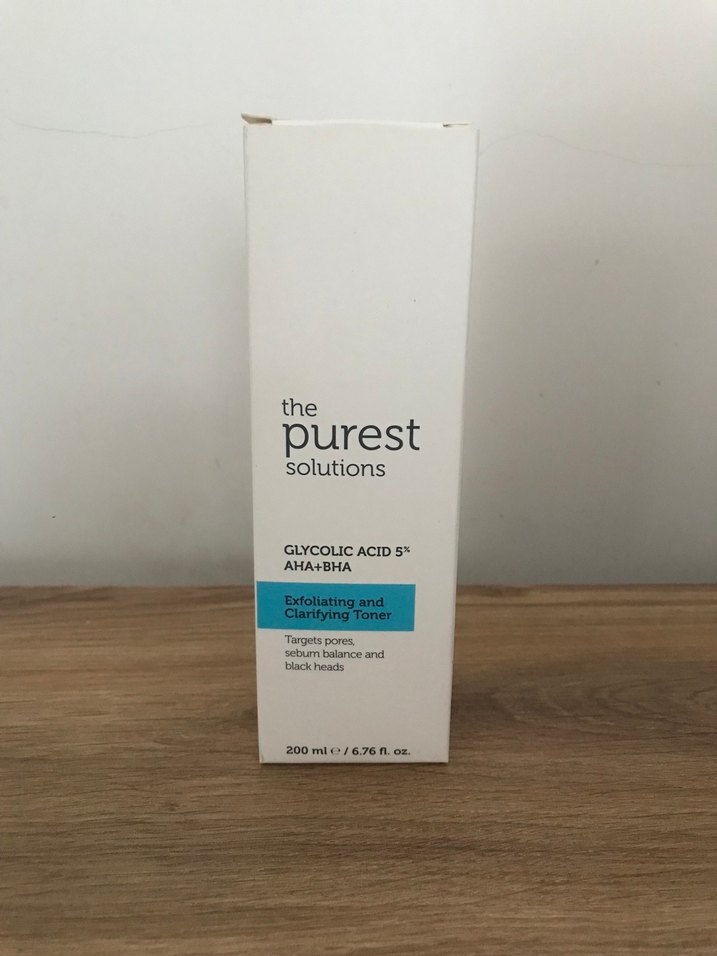 the
purest
solutions
GLYCOLIC ACID 5%
AHA+BHA
Exfoliating and
Clarifying Toner
Targets pores,
sebum balance and
black heads
200 ml ℮ / 6.76 fl. oz.